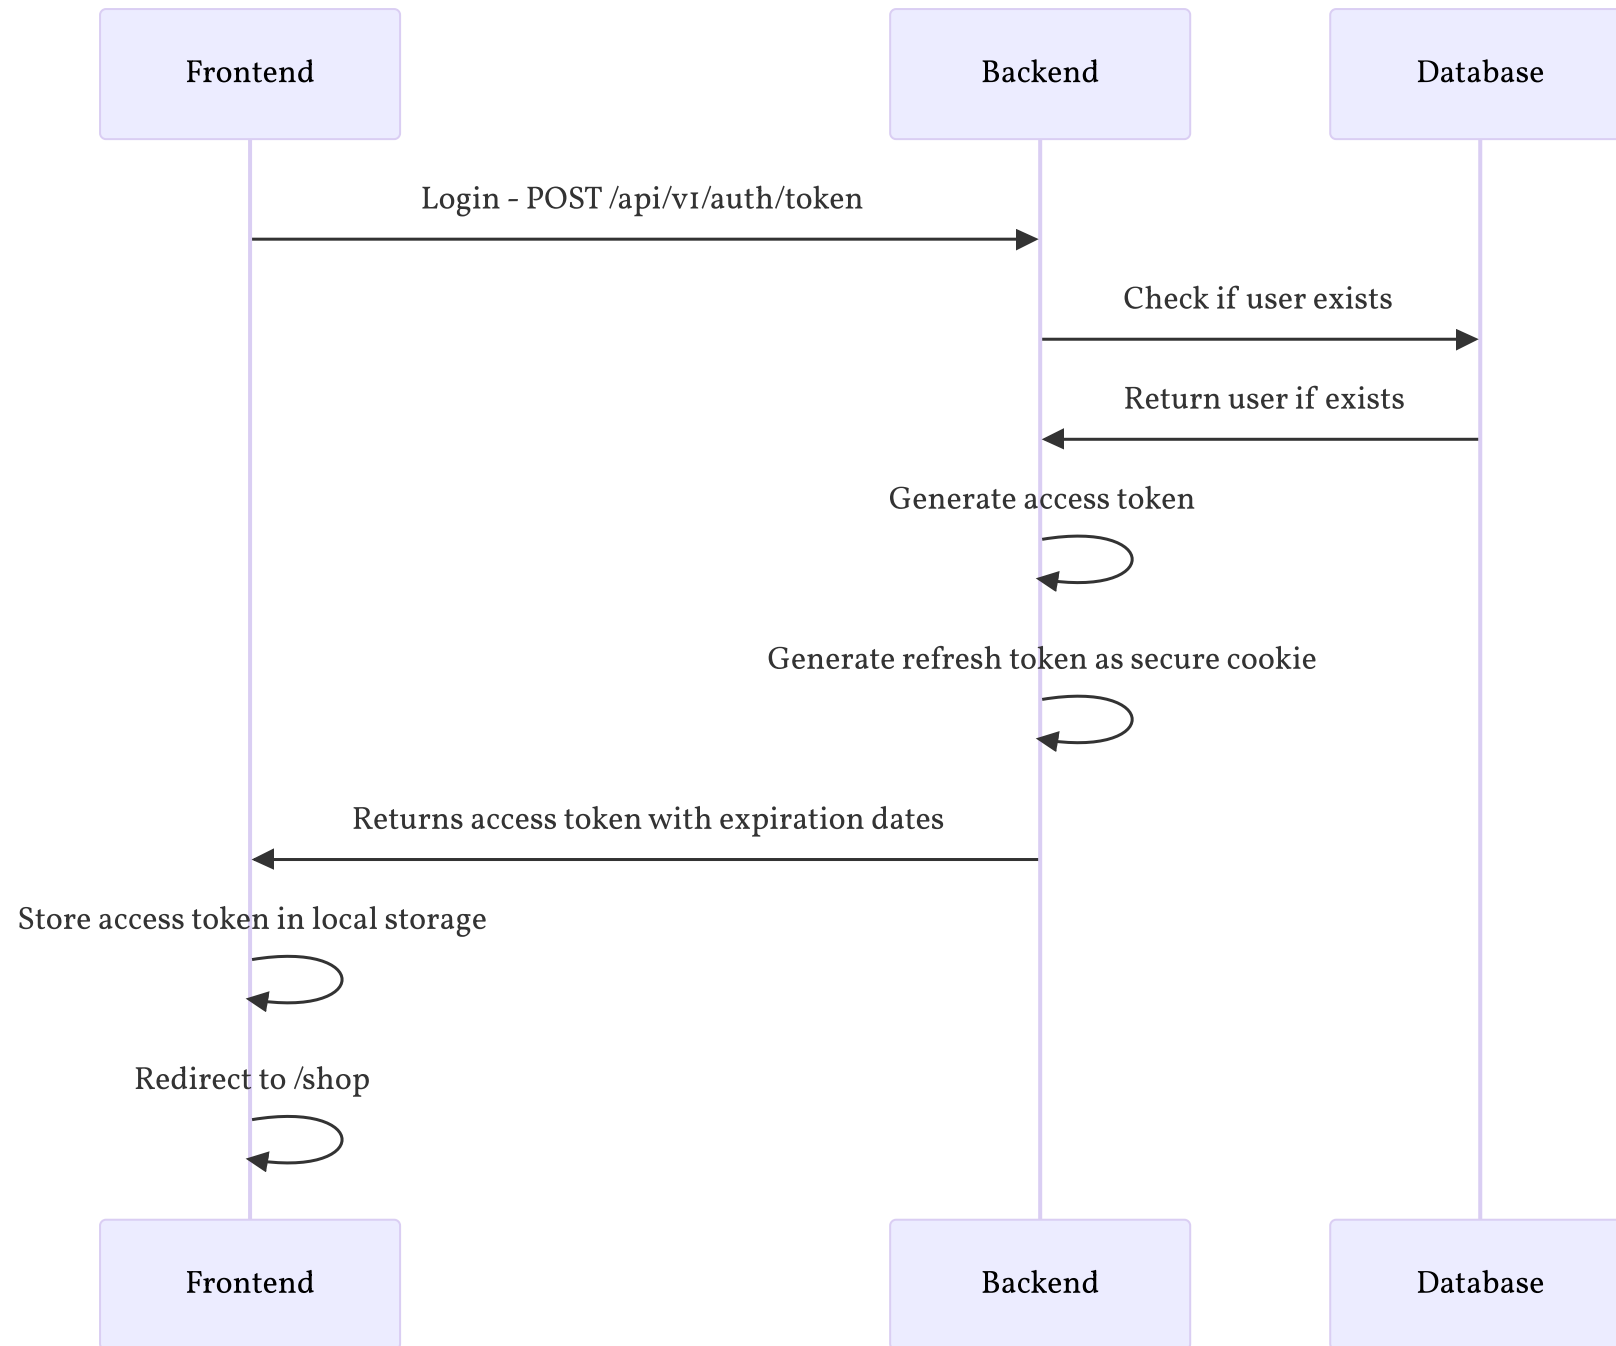 Frontend
Backend
Database
Login - POST /api/v1/auth/token
Check if user exists
Return user if exists
Generate access token
Generate refresh token as secure cookie
Returns access token with expiration dates
Store access token in local storage
Redirect to /shop
Frontend
Backend
Database